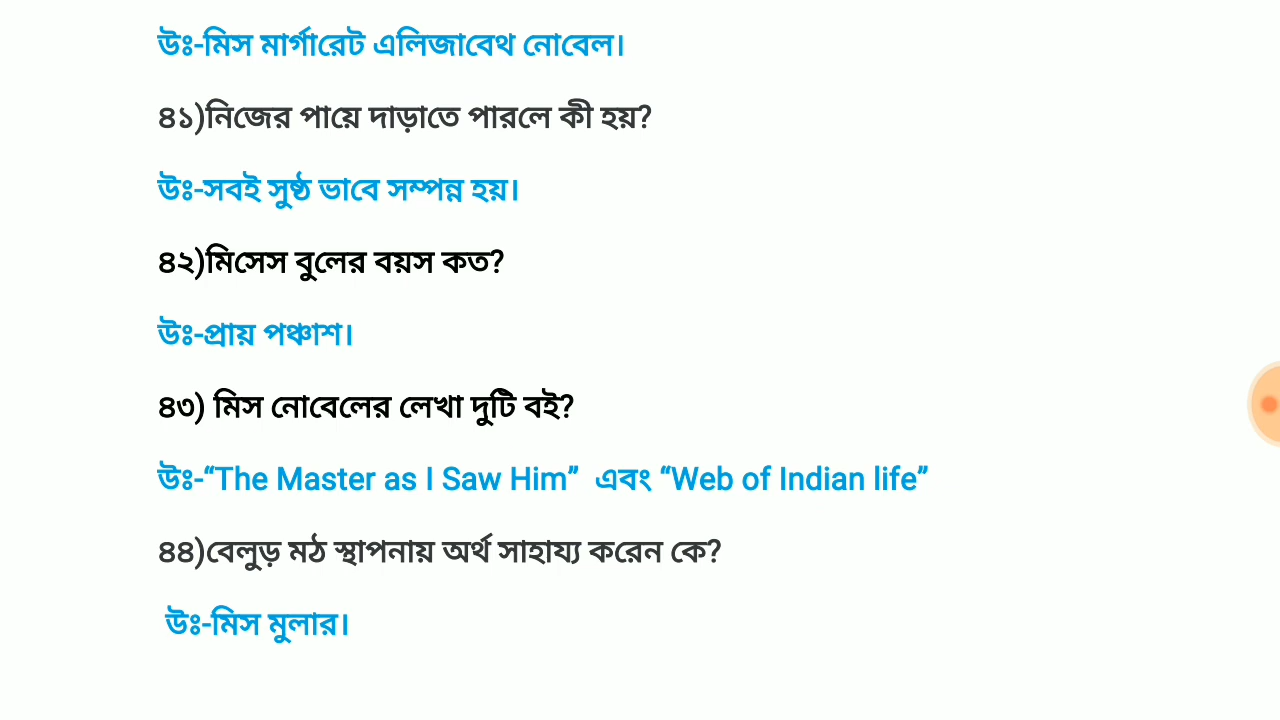 উঃ-মিস মার্গারেট এলিজাবেথ নোবেল।
৪১)নিজের পায়ে দাড়াতে পারলে কী হয়?
উঃ-সবই সুষ্ঠ ভাবে সম্পন্ন হয়।
৪২)মিসেস বুলের বয়স কত?
উঃ-প্রায় পঞ্চাশ।
৪৩) মিস নোবেলের লেখা দুটি বই?
উঃ-“The Master as I Saw Him” এবং “Web of Indian life”
৪৪)বেলুড় মঠ স্থাপনায় অর্থ সাহায্য করেন কে?
উঃ-মিস মুলার।